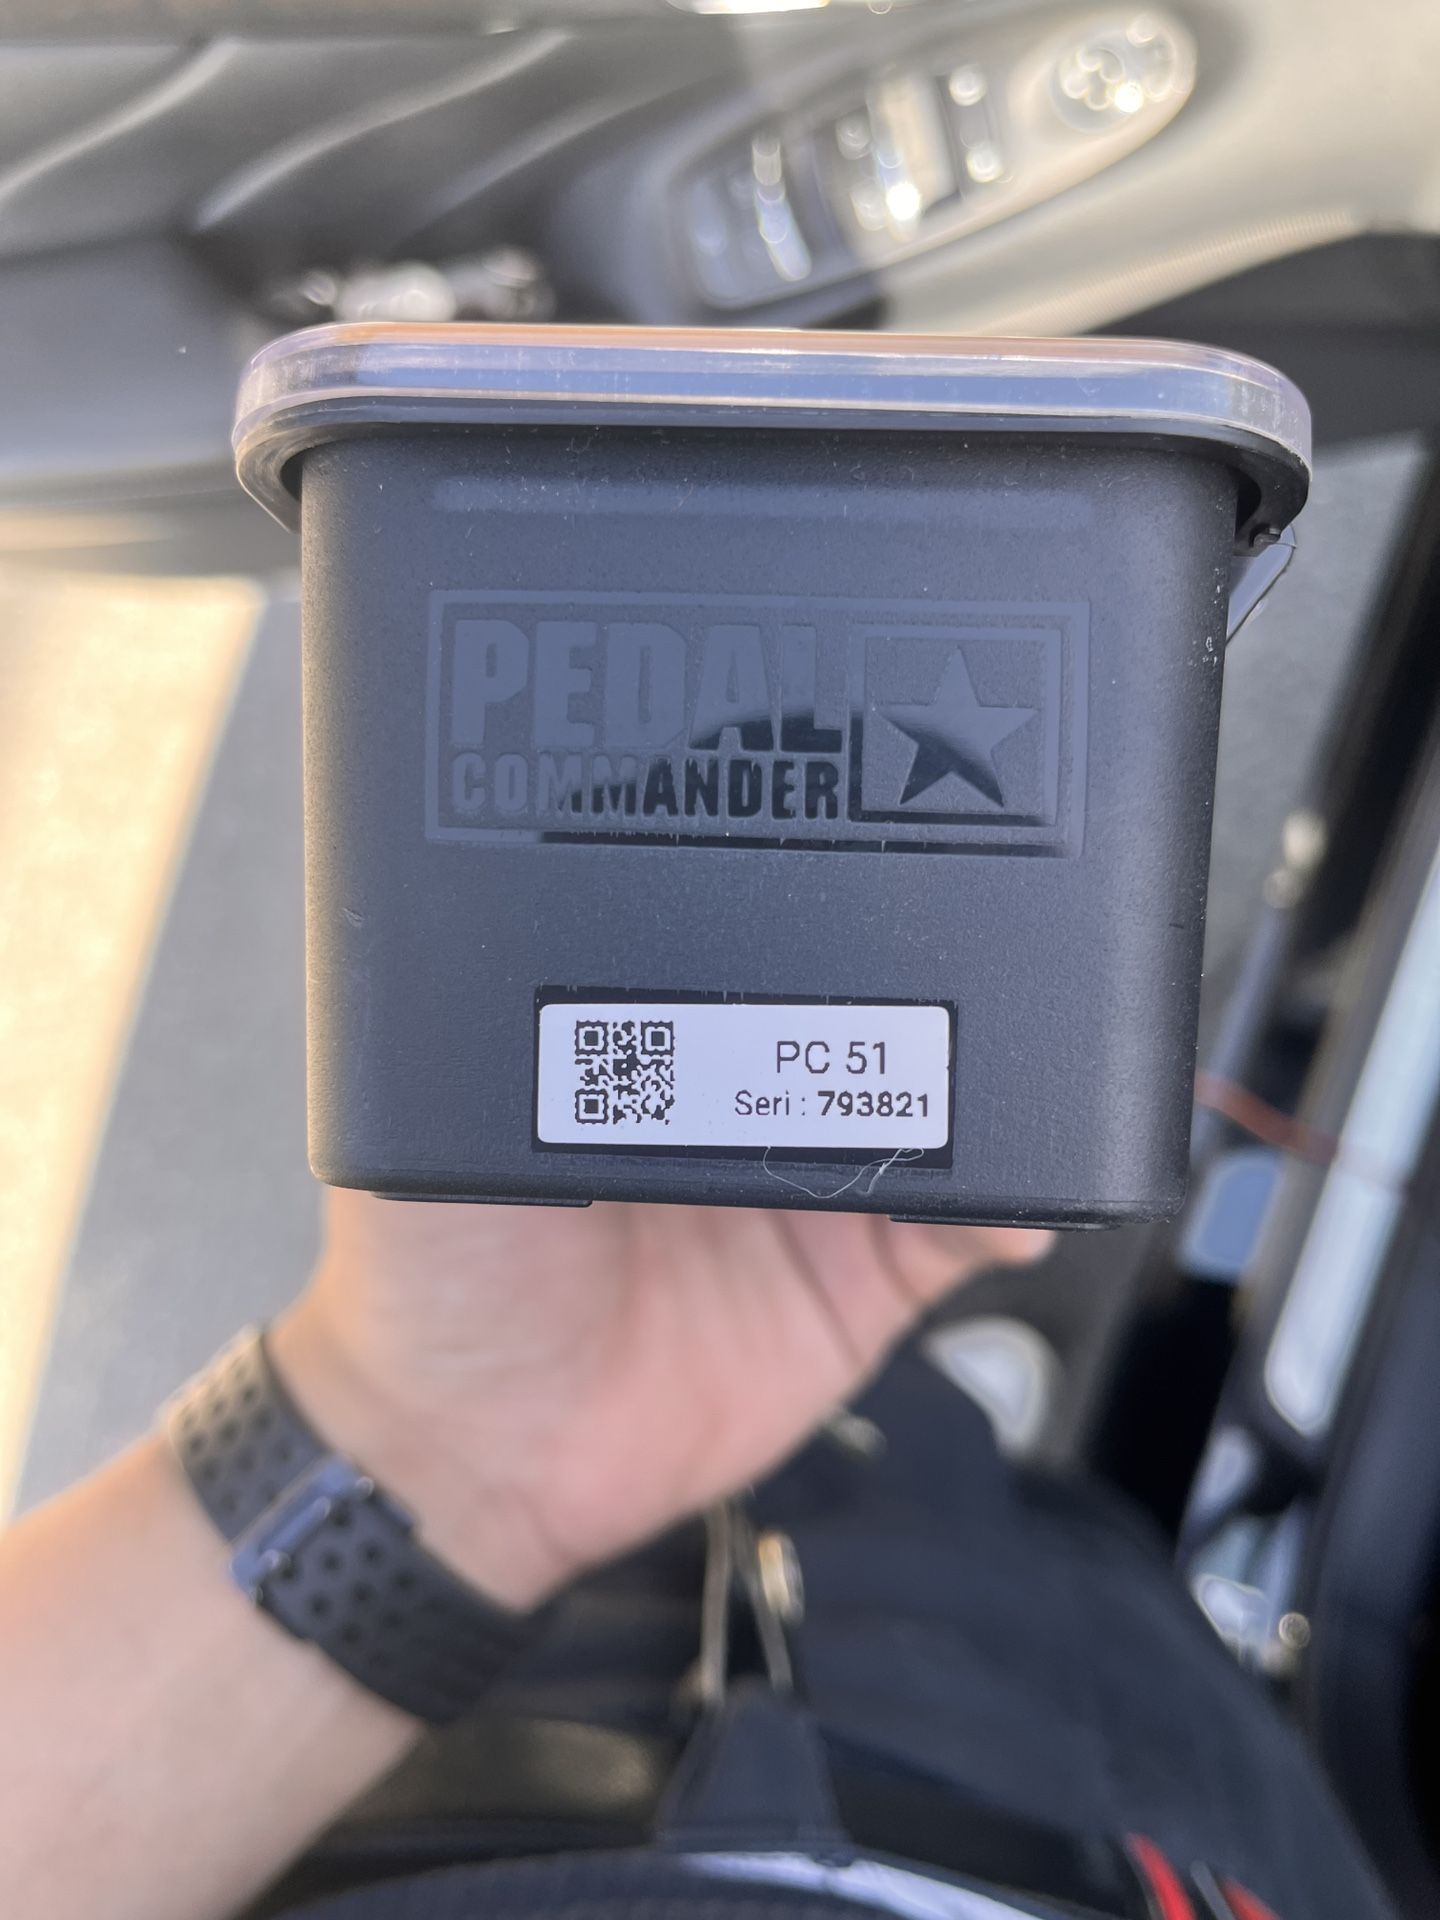 PEDAL
COMMANDER
PC 51
Seri : 793821